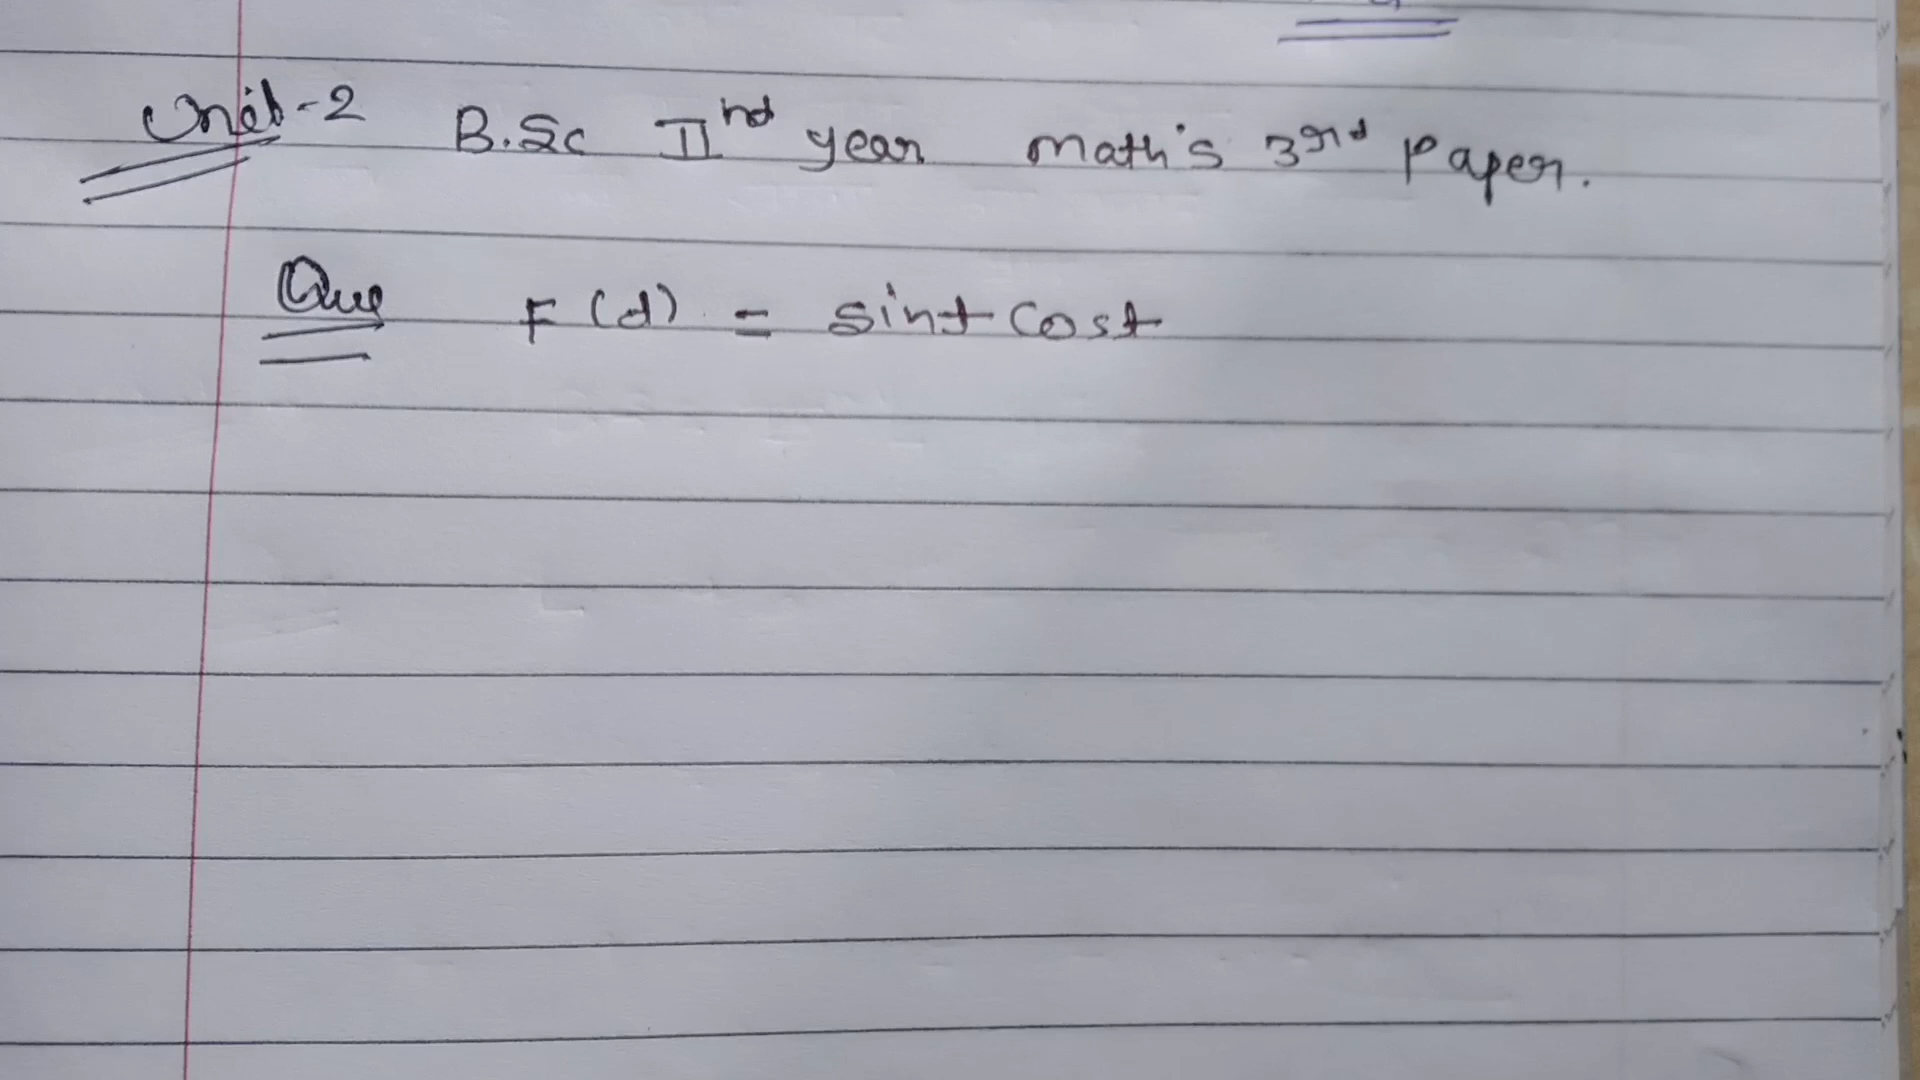 Unit-2 B.Sc IInd year math's 3rd paper.
Que F(d) = sint cost